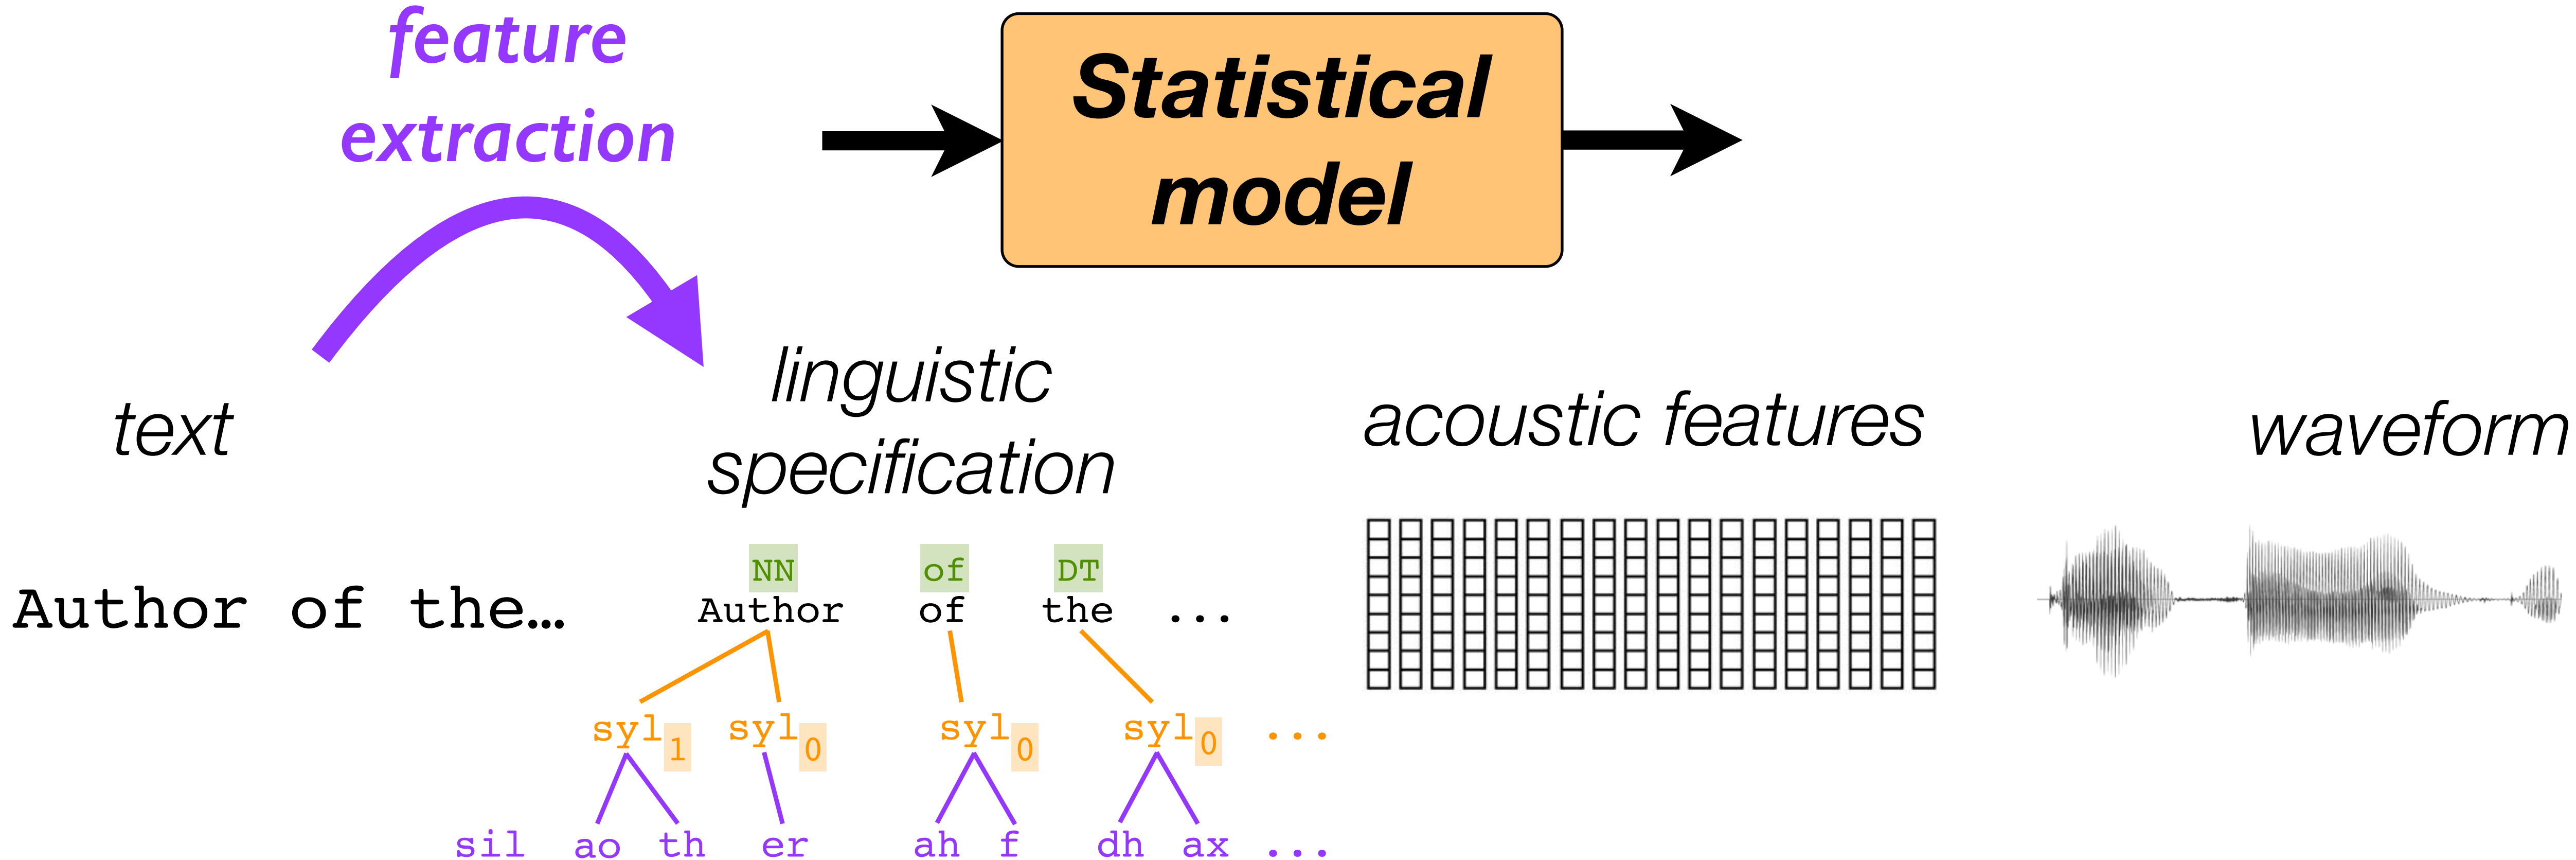 feature
extraction
Statistical
model
text
linguistic
specification
acoustic features
waveform
Author of the…
NN of DT
Author of the ...
syl1 syl0 syl0 syl0 ...
sil ao th er ah f dh ax ...